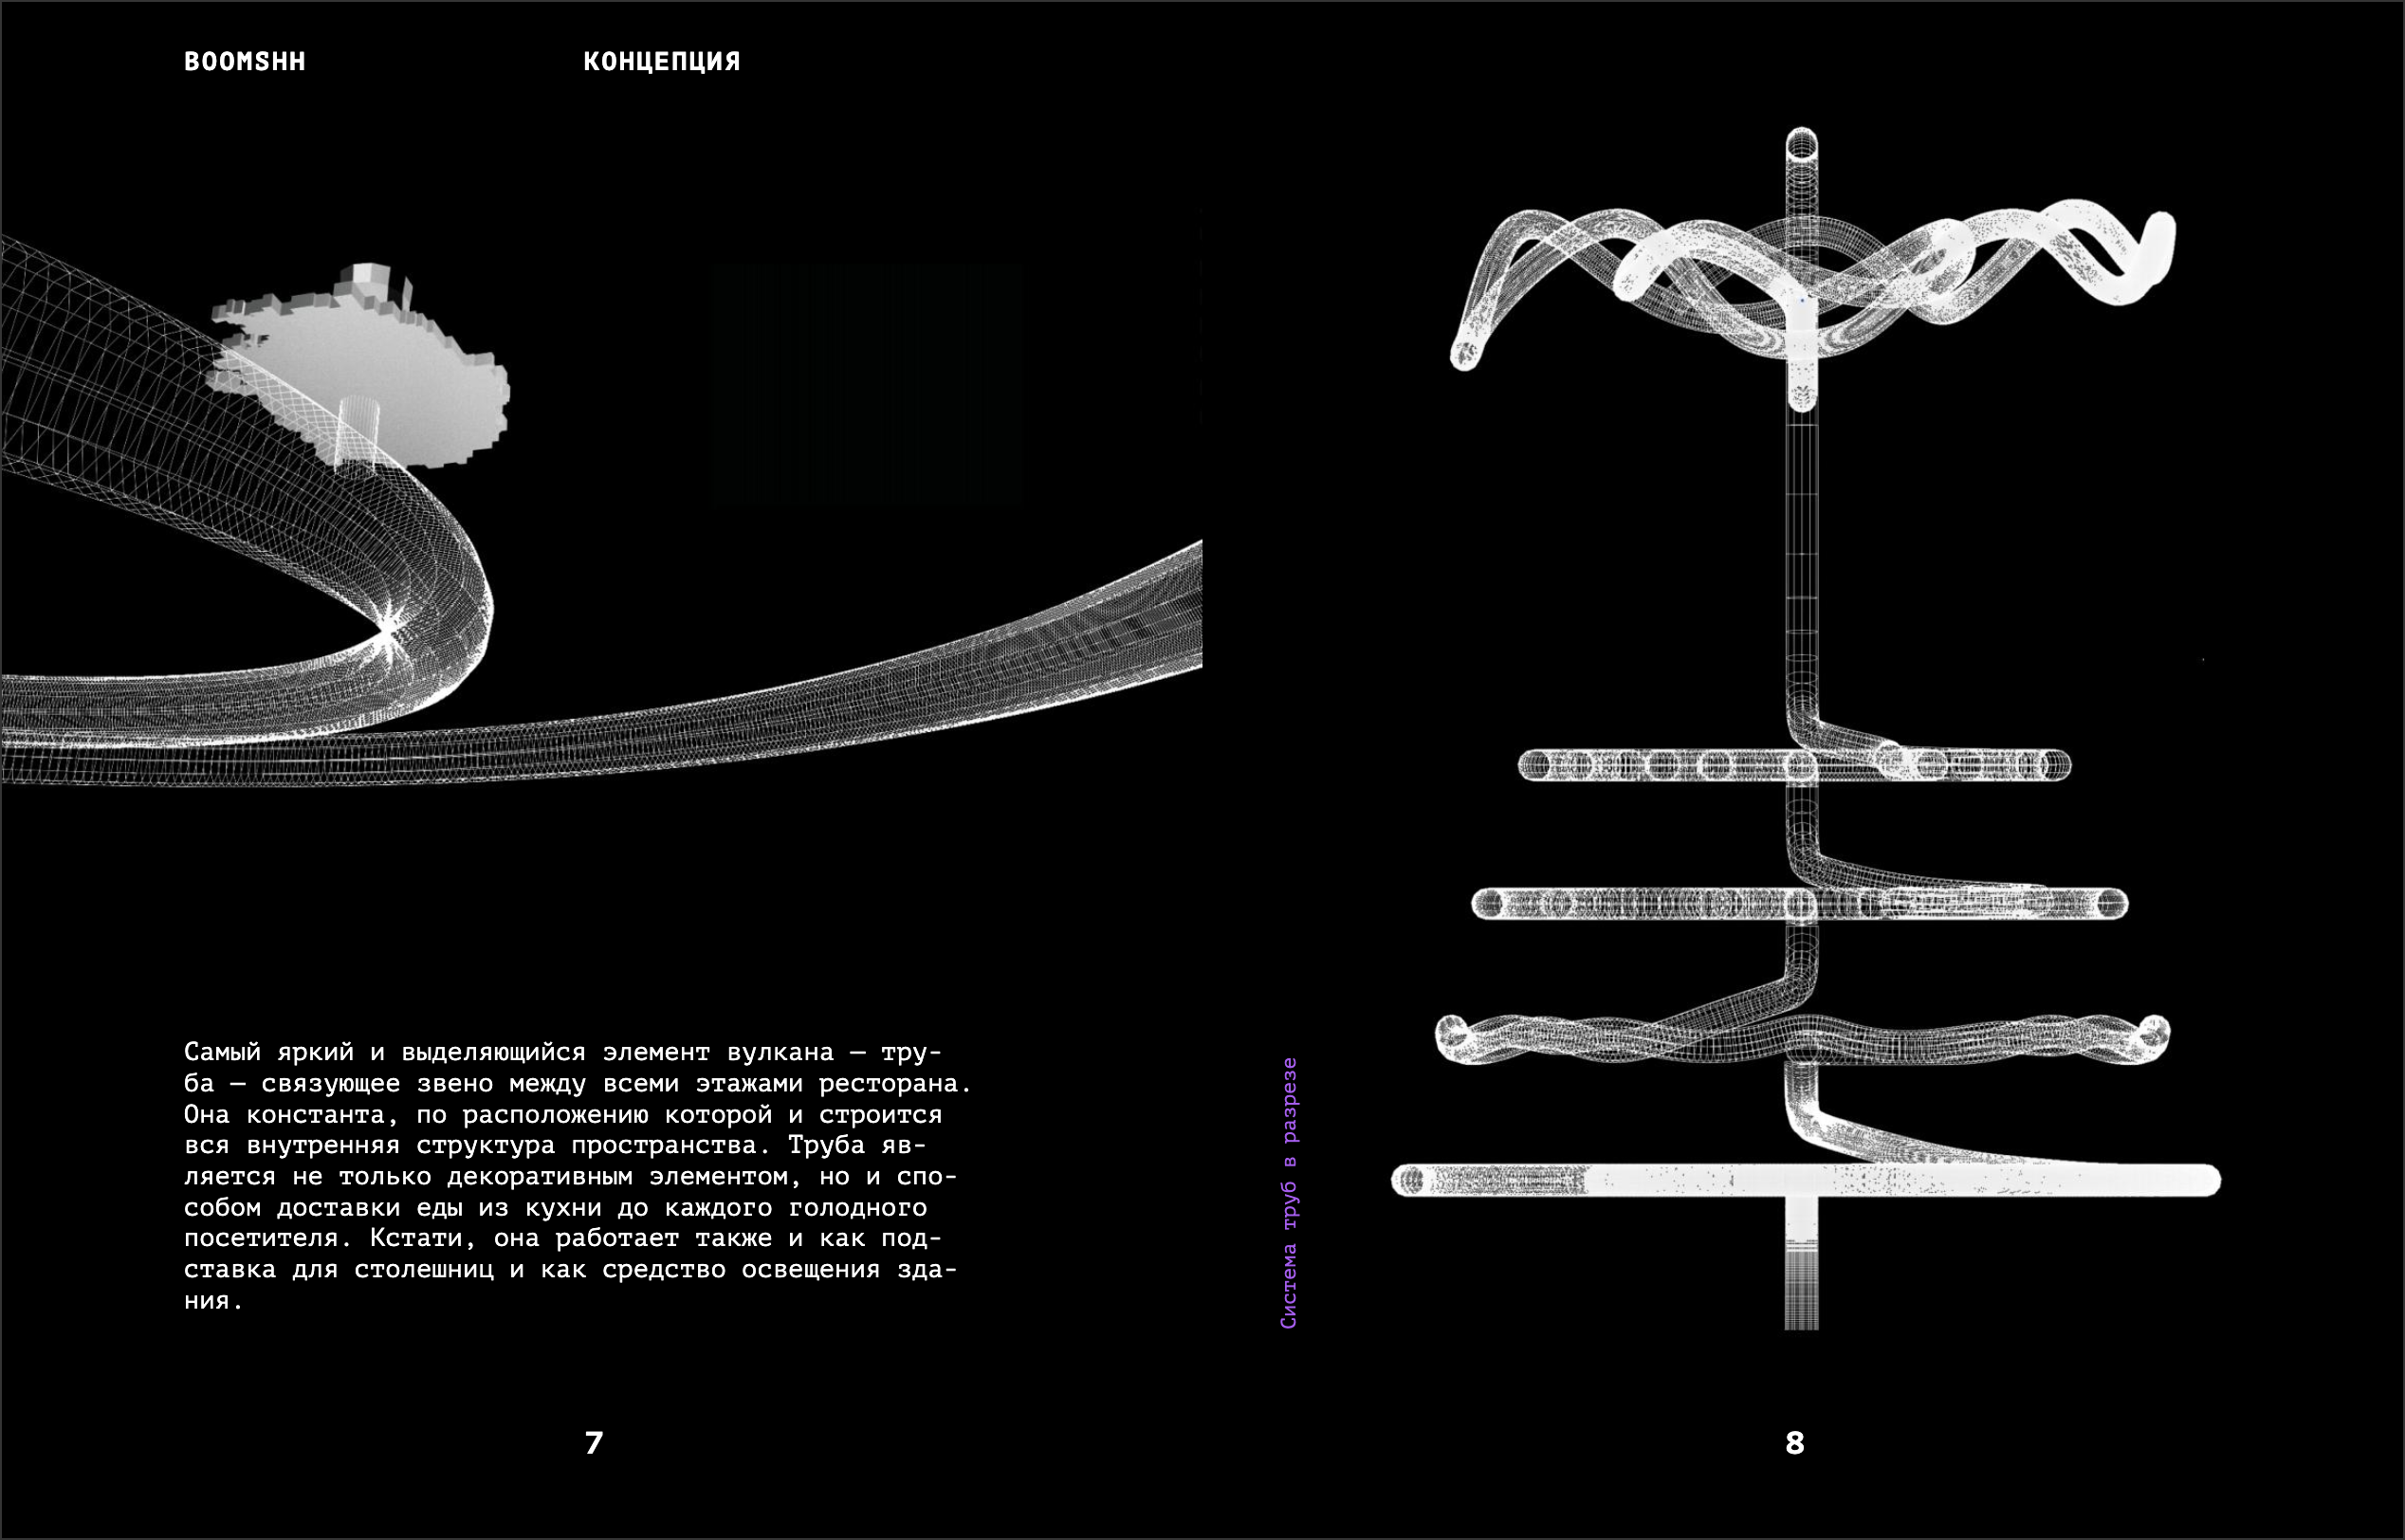 BOOMSHH
КОНЦЕПЦИЯ
Самый яркий и выделяющийся элемент вулкана — тру-
ба — связующее звено между всеми этажами ресторана.
Она константа, по расположению которой и строится
вся внутренняя структура пространства. Труба яв-
ляется не только декоративным элементом, но и спо-
собом доставки еды из кухни до каждого голодного
посетителя. Кстати, она работает также и как под-
ставка для столешниц и как средство освещения зда-
ния.
7
Система труб в разрезе
8